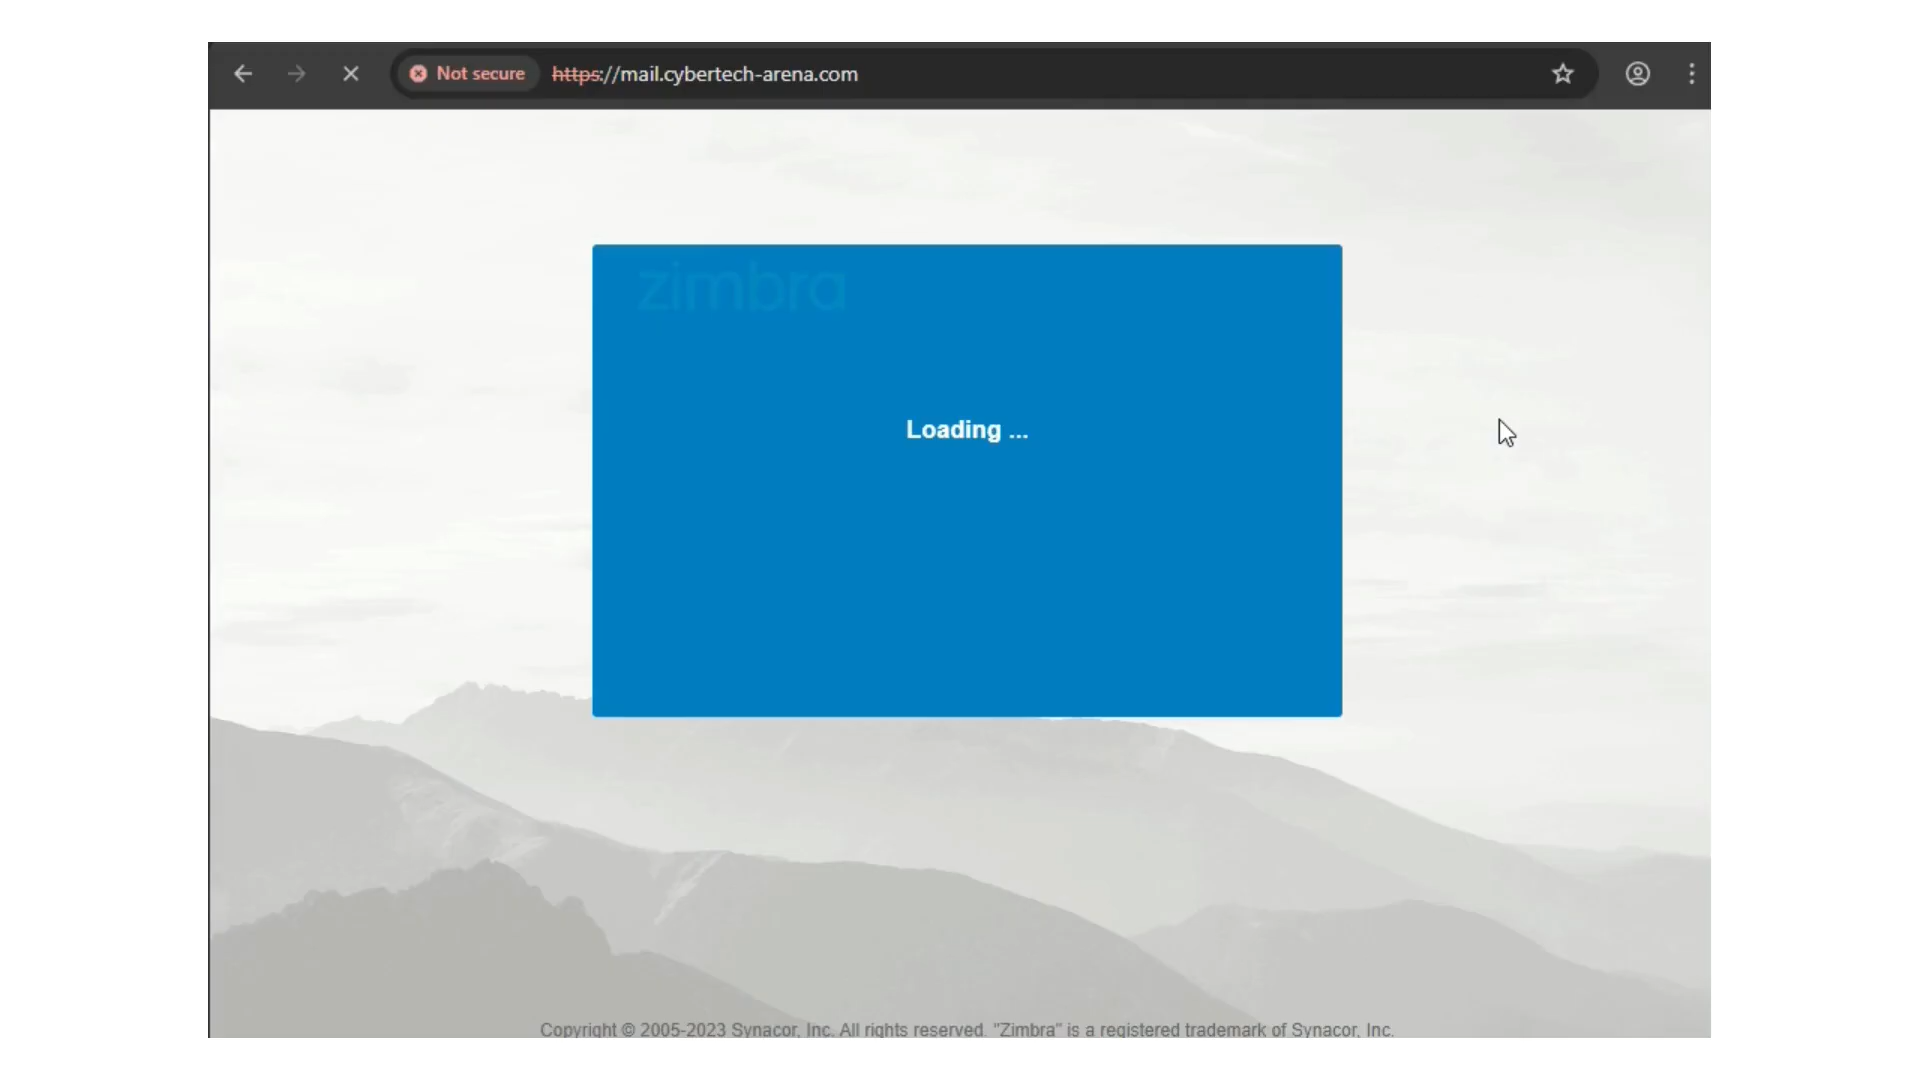 Not secure https://mail.cybertech-arena.com
zimbra
Loading ...
Copyright © 2005-2023 Synacor, Inc. All rights reserved. "Zimbra" is a registered trademark of Synacor, Inc.